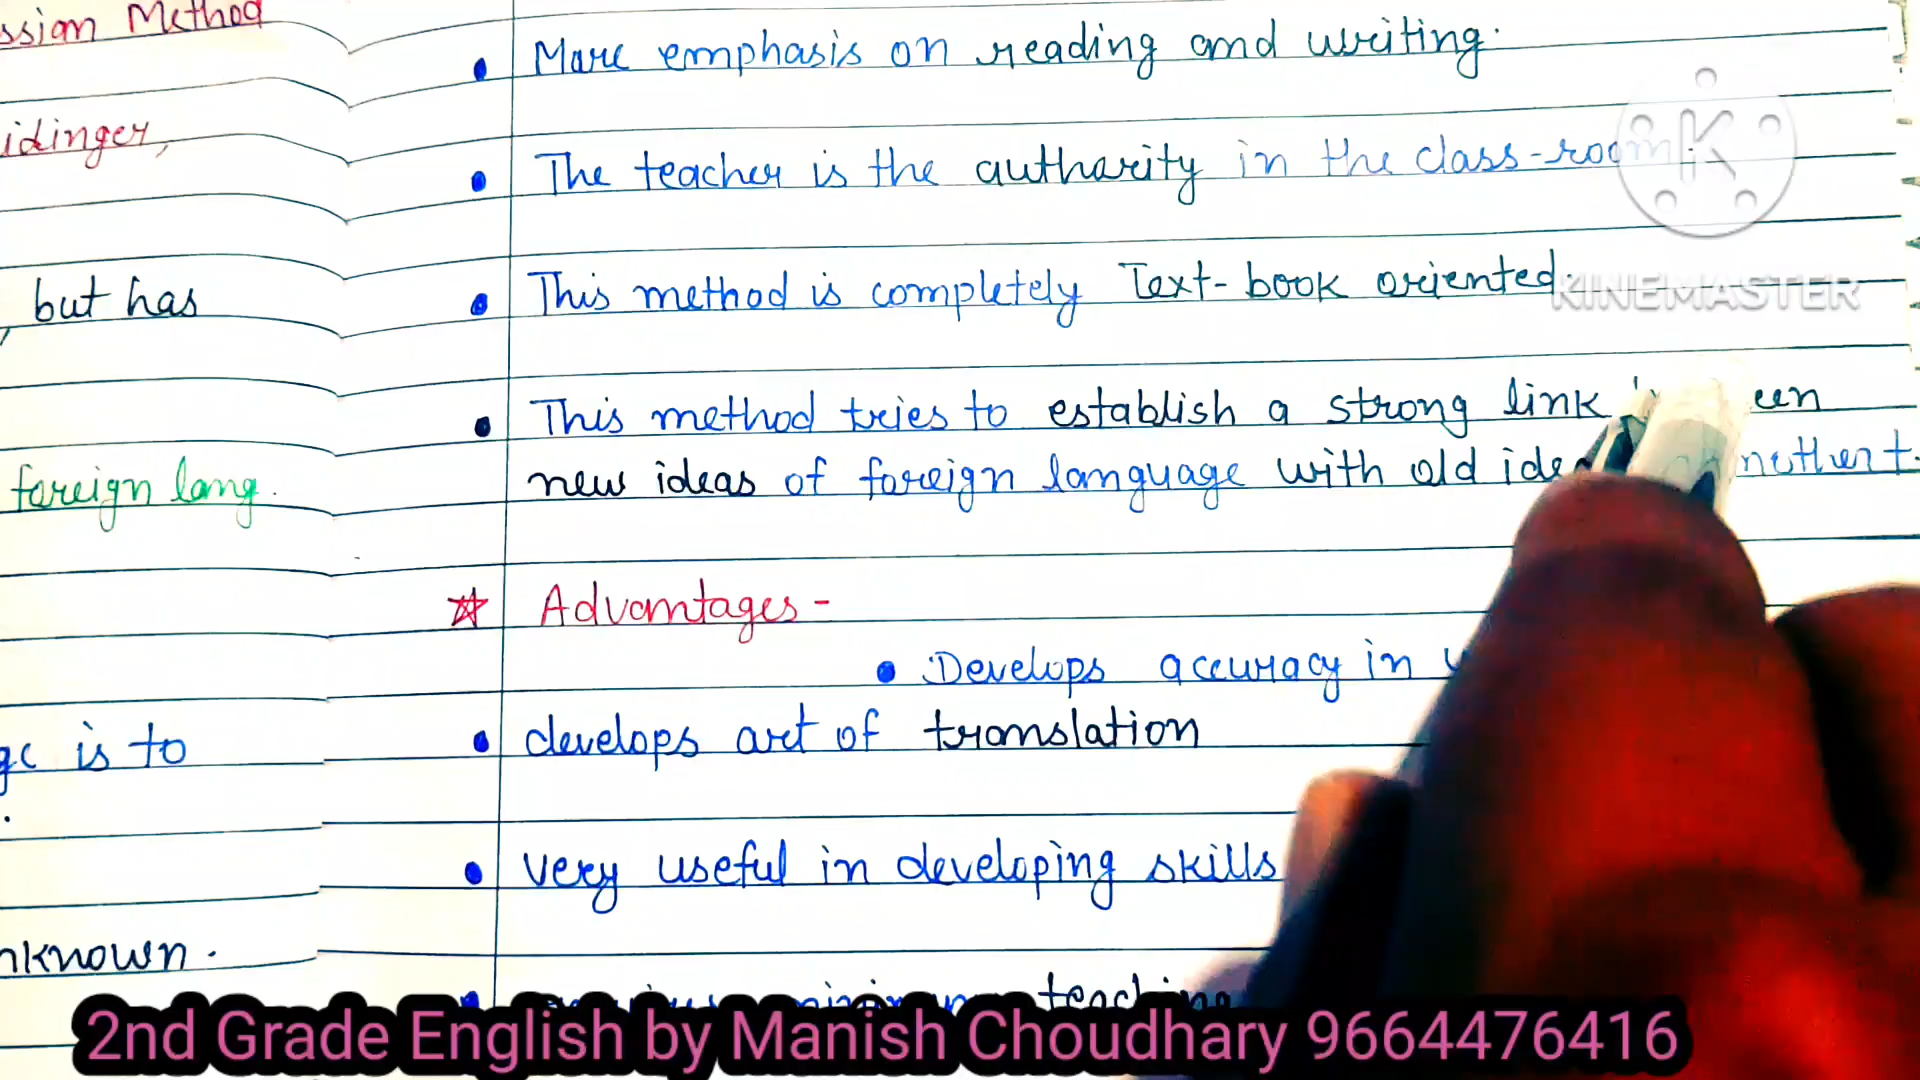 ssion Method
idinger,
but has
foreign lang.
is to
nknown.
• More emphasis on reading and writing.
• The teacher is the autharity in the class-room.
• This method is completely Text-book oriented.
• This method tries to establish a strong link
new ideas of foreign language with old
☆ Advantages -
• Develops accuracy in
• develops art of translation
• very useful in developing skills
teaching
KINEMASTER
2nd Grade English by Manish Choudhary 9664476416